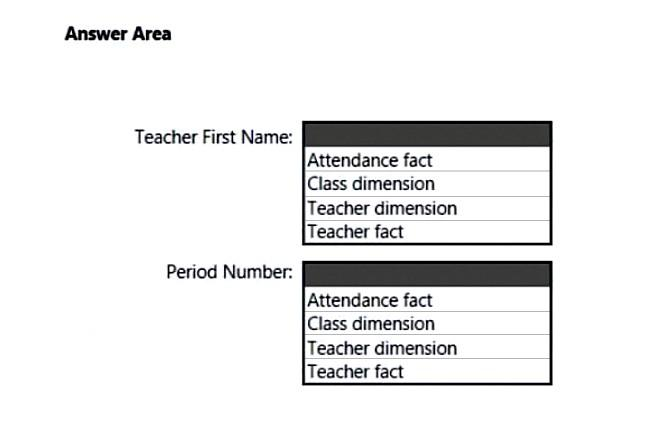 Answer Area
Teacher First Name:
Attendance fact
Class dimension
Teacher dimension
Teacher fact
Period Number:
Attendance fact
Class dimension
Teacher dimension
Teacher fact